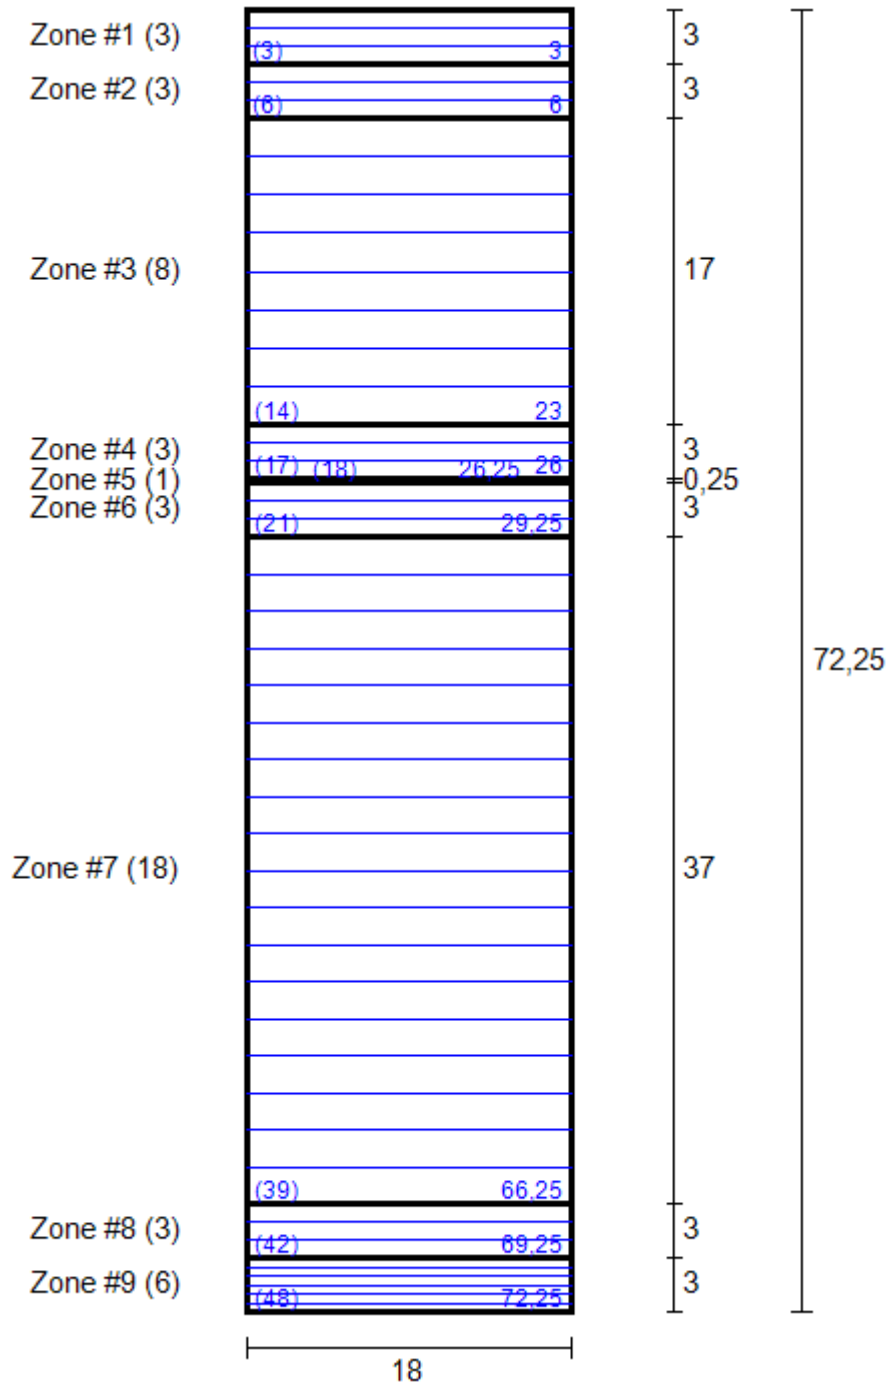 Zone #1 (3)
(3) 3
3
Zone #2 (3)
(6) 6
3
Zone #3 (8)
17
(14) 23
Zone #4 (3)
(17) 26
3
Zone #5 (1)
(18) 26,25
0,25
Zone #6 (3)
(21) 29,25
3
72,25
Zone #7 (18)
37
(39) 66,25
Zone #8 (3)
(42) 69,25
3
Zone #9 (6)
(48) 72,25
3
18